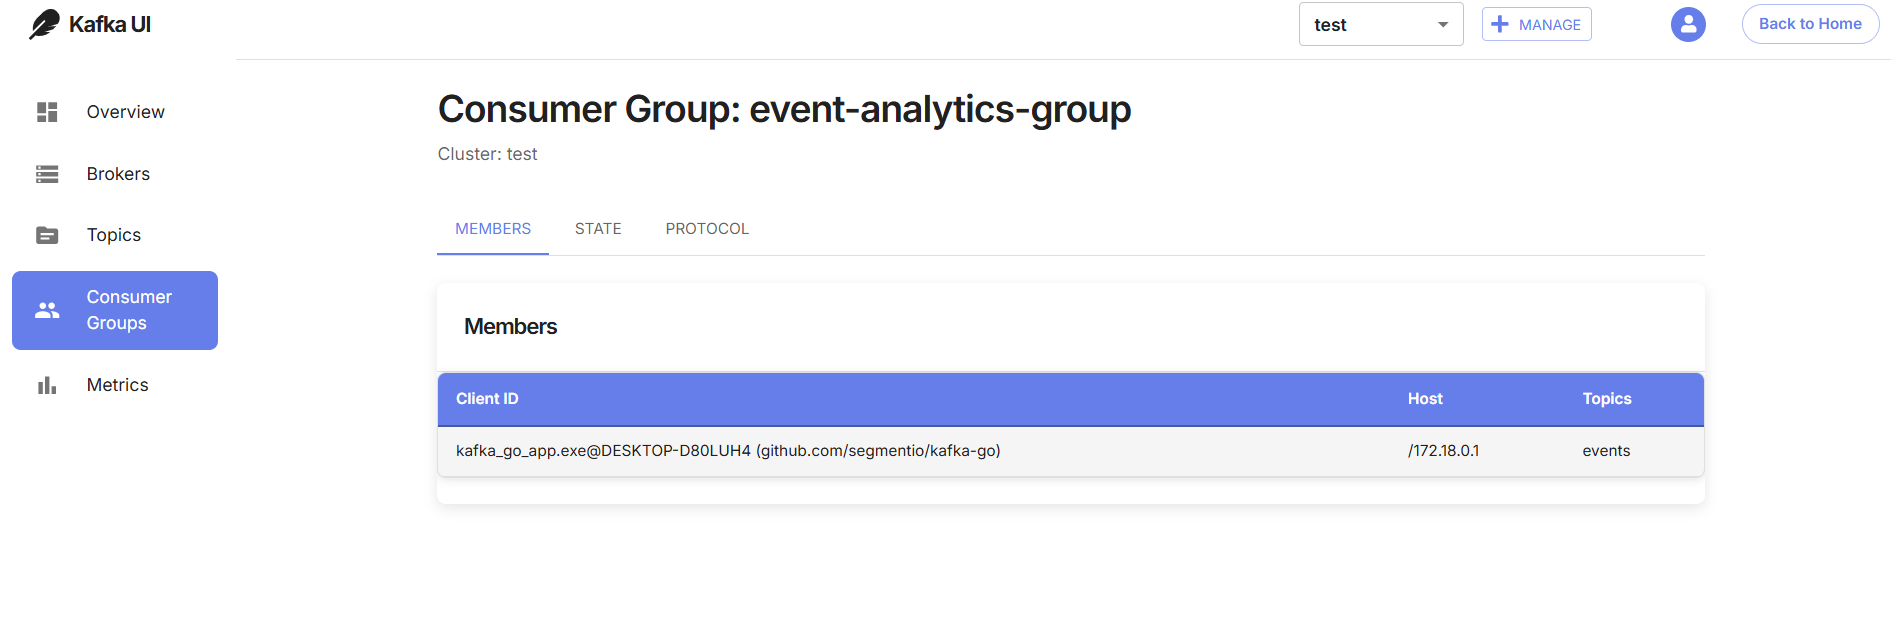 Kafka UI
test
MANAGE
Back to Home
Overview
Brokers
Topics
Consumer
Groups
Metrics
Consumer Group: event-analytics-group
Cluster: test
MEMBERS STATE PROTOCOL
Members
Client ID Host Topics
kafka_go_app.exe@DESKTOP-D80LUH4 (github.com/segmentio/kafka-go) /172.18.0.1 events